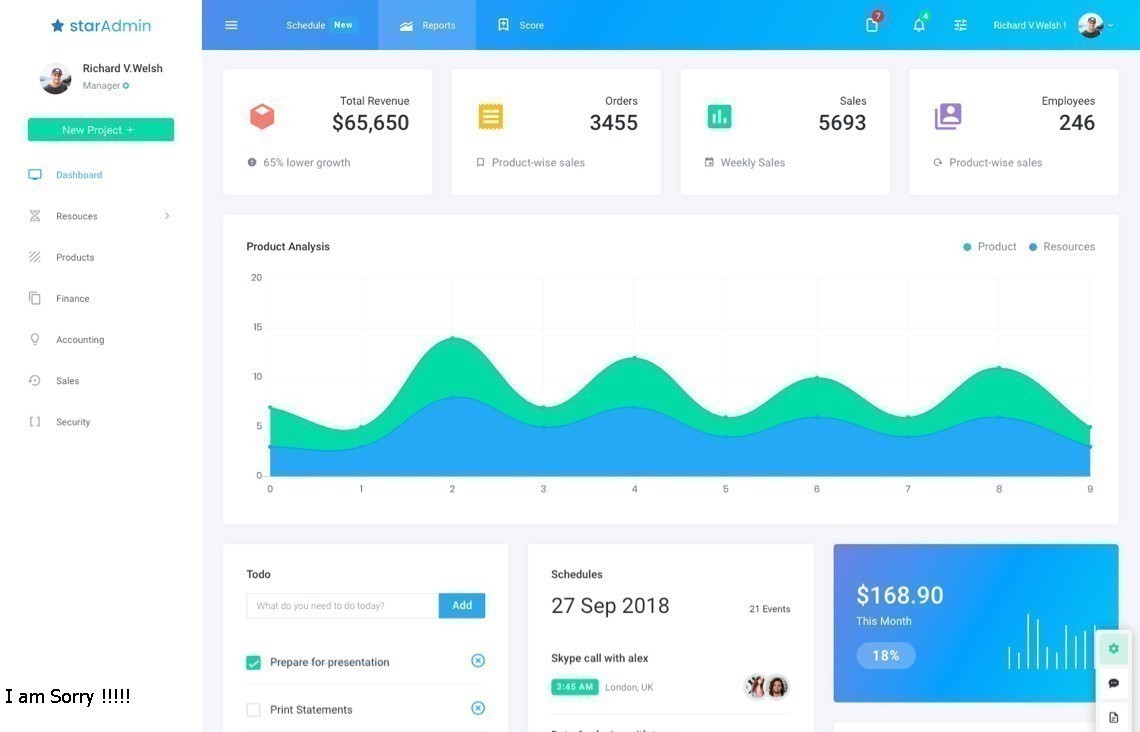 starAdmin
Richard V.Welsh
Manager
New Project +
Dashboard
Resouces
Products
Finance
Accounting
Sales
Security
I am Sorry !!!!!
Schedule New
Reports
Score
7
4
Richard V.Welsh !
Total Revenue
$65,650
65% lower growth
Orders
3455
Product-wise sales
Sales
5693
Weekly Sales
Employees
246
Product-wise sales
Product Analysis
Product Resources
20
15
10
5
0
0 1 2 3 4 5 6 7 8 9
Todo
What do you need to do today? Add
Prepare for presentation
Print Statements
Schedules
27 Sep 2018 21 Events
Skype call with alex
3:45 AM London, UK
$168.90
This Month
18%